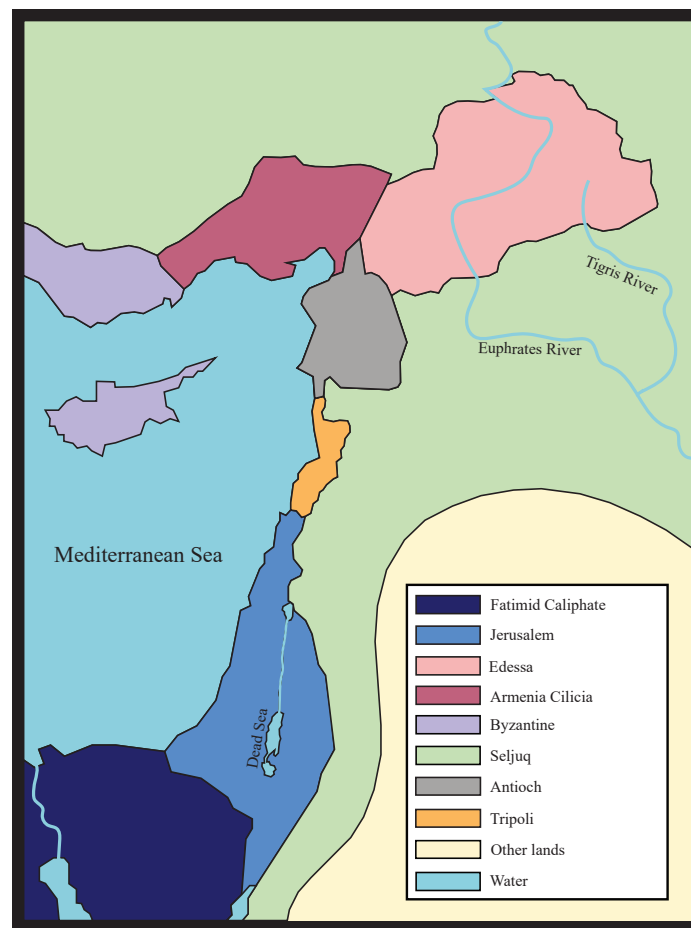 Tigris River
Euphrates River
Mediterranean Sea
Dead Sea
Fatimid Caliphate
Jerusalem
Edessa
Armenia Cilicia
Byzantine
Seljuq
Antioch
Tripoli
Other lands
Water